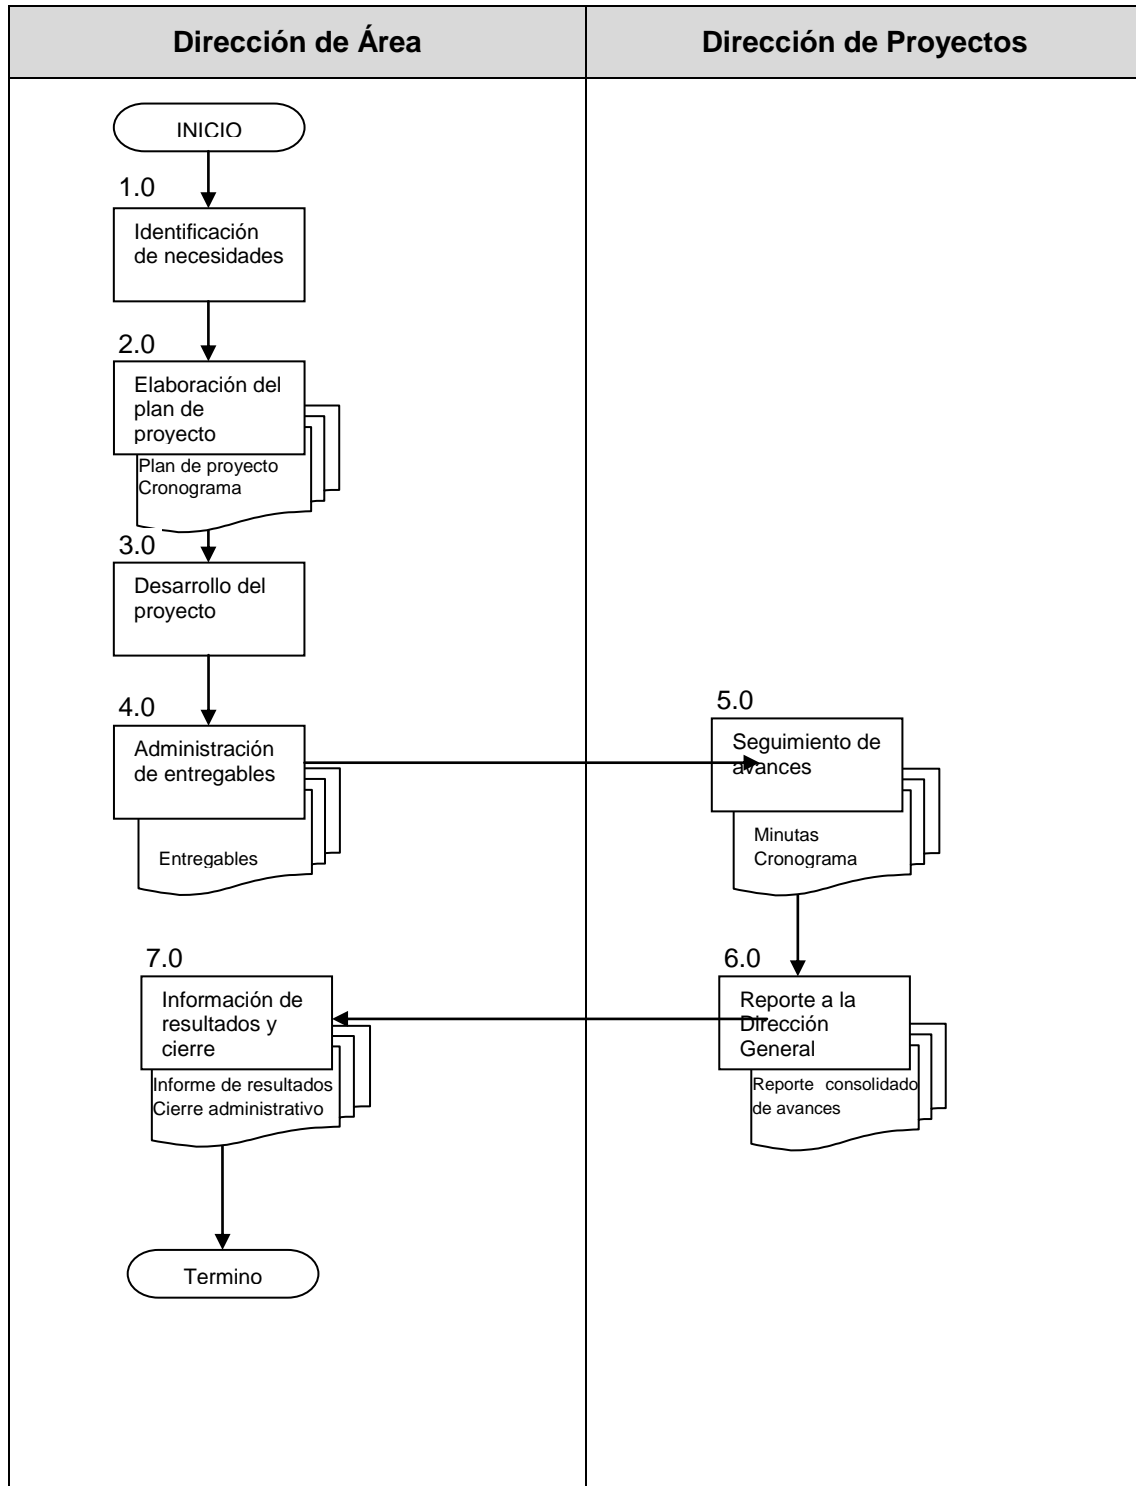 Dirección de Área
Dirección de Proyectos
INICIO
1.0
Identificación
de necesidades
2.0
Elaboración del
plan de
proyecto
Plan de proyecto
Cronograma
3.0
Desarrollo del
proyecto
4.0
Administración
de entregables
Entregables
5.0
Seguimiento de
avances
Minutas
Cronograma
6.0
Reporte a la
Dirección
General
Reporte consolidado
de avances
7.0
Información de
resultados y
cierre
Informe de resultados
Cierre administrativo
Termino